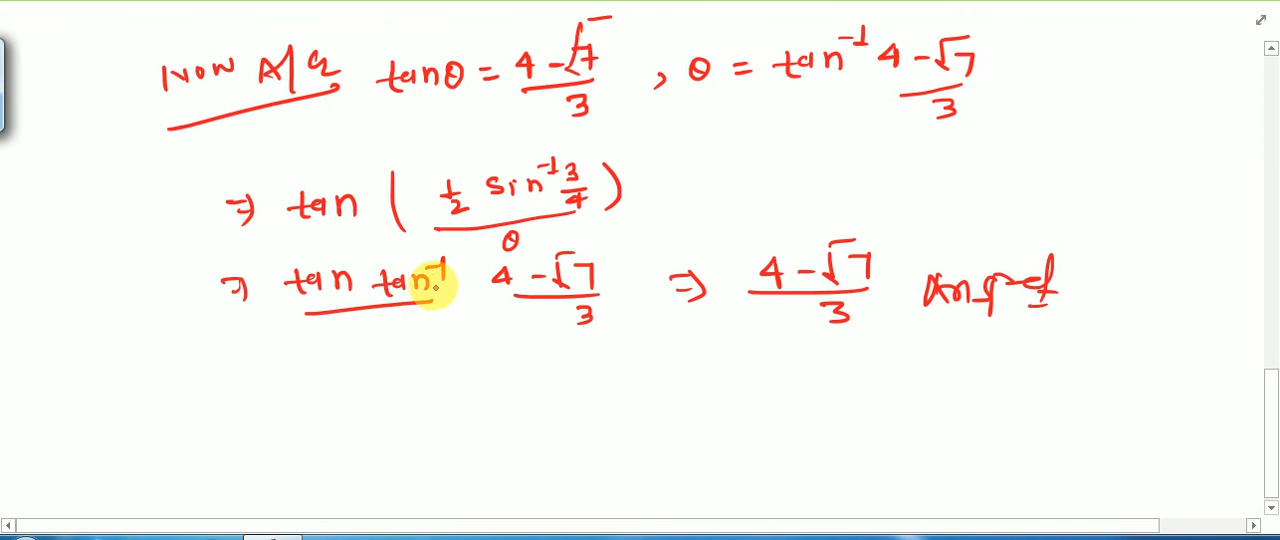 Now A/q tanθ = 4-√7/3 , θ = tan⁻¹ 4-√7/3
⇒ tan ( 1/2 sin⁻¹ 3/4 )
θ
⇒ tan tan⁻¹ 4-√7/3 ⇒ 4-√7/3